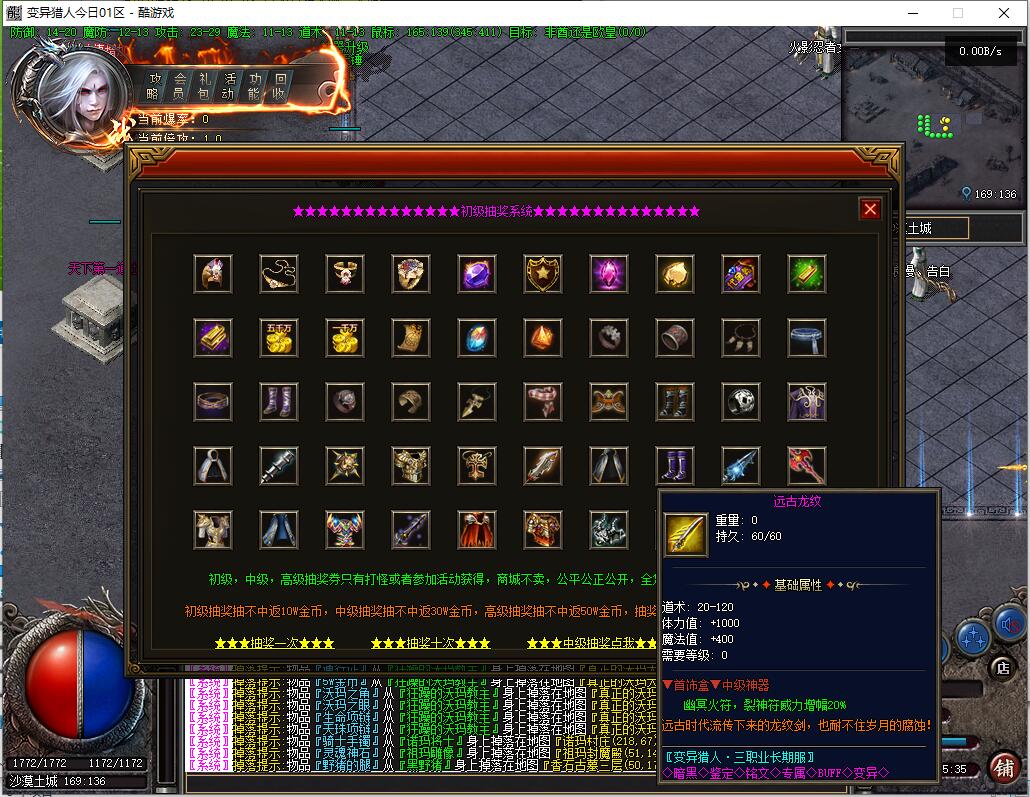 变异猎人今日01区 - 酷游戏
防御: 14-20 魔防: 12-13 攻击: 23-29 魔法: 11-13 道术: 11-13 鼠标: 165:139(845:411) 目标: 非酋还是欧皇(0/0)
攻略 会员 礼包 活动 功能 回收
火影忍者
0.00B/s
当前爆率: 0
当前倍攻: 1.0
169:136
土城
告白
天下第一
★★★★★★★★★★★★★★初级抽奖系统★★★★★★★★★★★★★★
五千万
一千万
初级，中级，高级抽奖券只有打怪或者参加活动获得，商城不卖，公平公正公开，全
初级抽奖抽不中返10W金币，中级抽奖抽不中返30W金币，高级抽奖抽不中返50W金币，抽奖
★★★抽奖一次★★★
★★★抽奖十次★★★
★★★中级抽奖点我★★
远古龙纹
重量: 0
持久: 60/60
基础属性
道术: 20-120
体力值: +1000
魔法值: +400
需要等级: 0
▼首饰盒▼中级神器
幽冥火符，裂神符威力增幅20%
远古时代流传下来的龙纹剑，也耐不住岁月的腐蚀!
〖变异猎人·三职业长期服〗
◇暗黑◇鉴定◇铭文◇专属◇BUFF◇变异◇
〖系统〗掉落提示:物品『沃玛之角』从『狂躁的沃玛教主』身上掉落在地图『真正的沃玛
〖系统〗掉落提示:物品『沃玛之眼』从『狂躁的沃玛教主』身上掉落在地图『真正的沃玛
〖系统〗掉落提示:物品『生命项链』从『狂躁的沃玛教主』身上掉落在地图『真正的沃玛
〖系统〗掉落提示:物品『天珠项链』从『狂躁的沃玛教主』身上掉落在地图『真正的沃玛
〖系统〗掉落提示:物品『骑士手镯』从『诺玛将士』身上掉落在地图『诺玛村庄(218,67
〖系统〗掉落提示:物品『灵魂项链』从『祖玛雕像』身上掉落在地图『祖玛封魔殿(51,18
〖系统〗掉落提示:物品『野猪的腿』从『黑野猪』身上掉落在地图『香石古墓三层(50,17
1772/1772
1172/1172
沙漠土城 169:136
店
5:35
铺